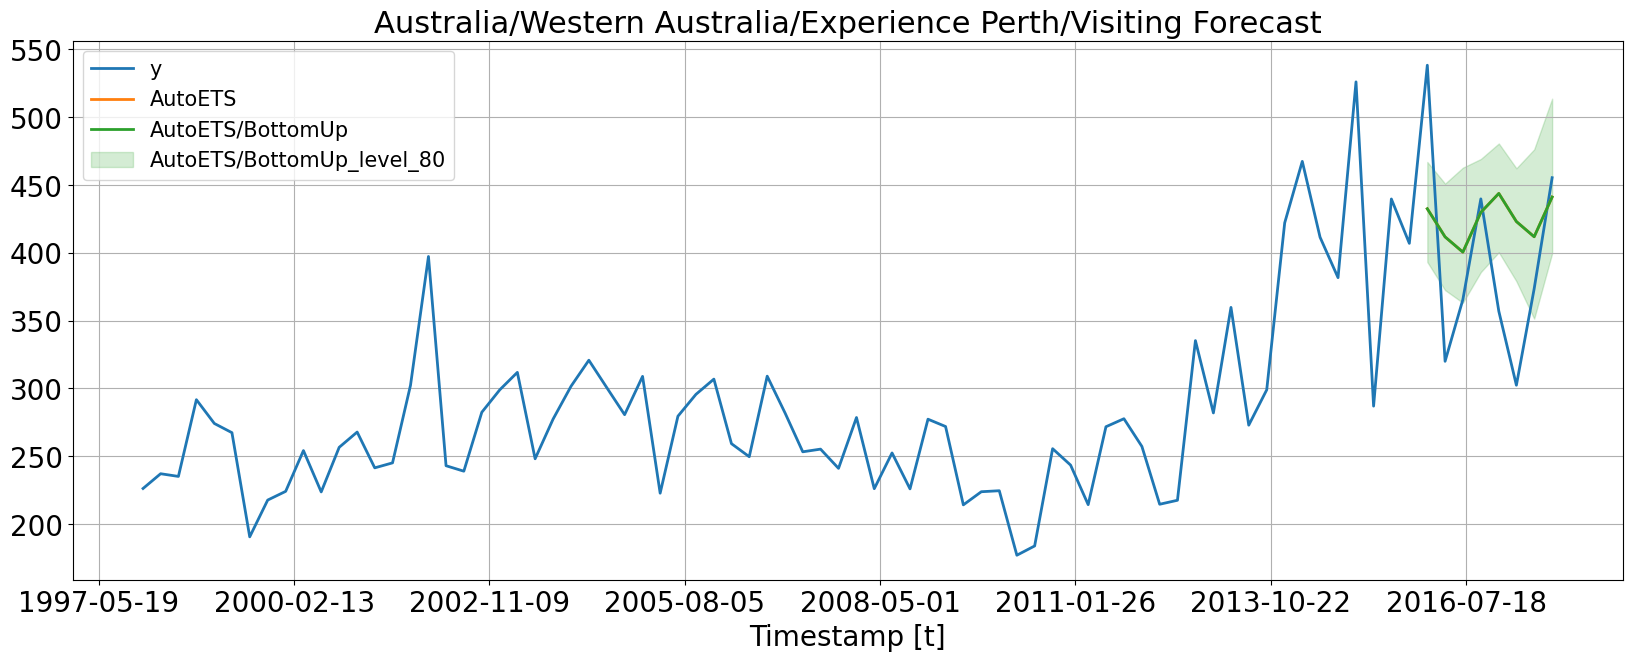 Australia/Western Australia/Experience Perth/Visiting Forecast
550
500
450
400
350
300
250
200
y
AutoETS
AutoETS/BottomUp
AutoETS/BottomUp_level_80
1997-05-19 2000-02-13 2002-11-09 2005-08-05 2008-05-01 2011-01-26 2013-10-22 2016-07-18
Timestamp [t]